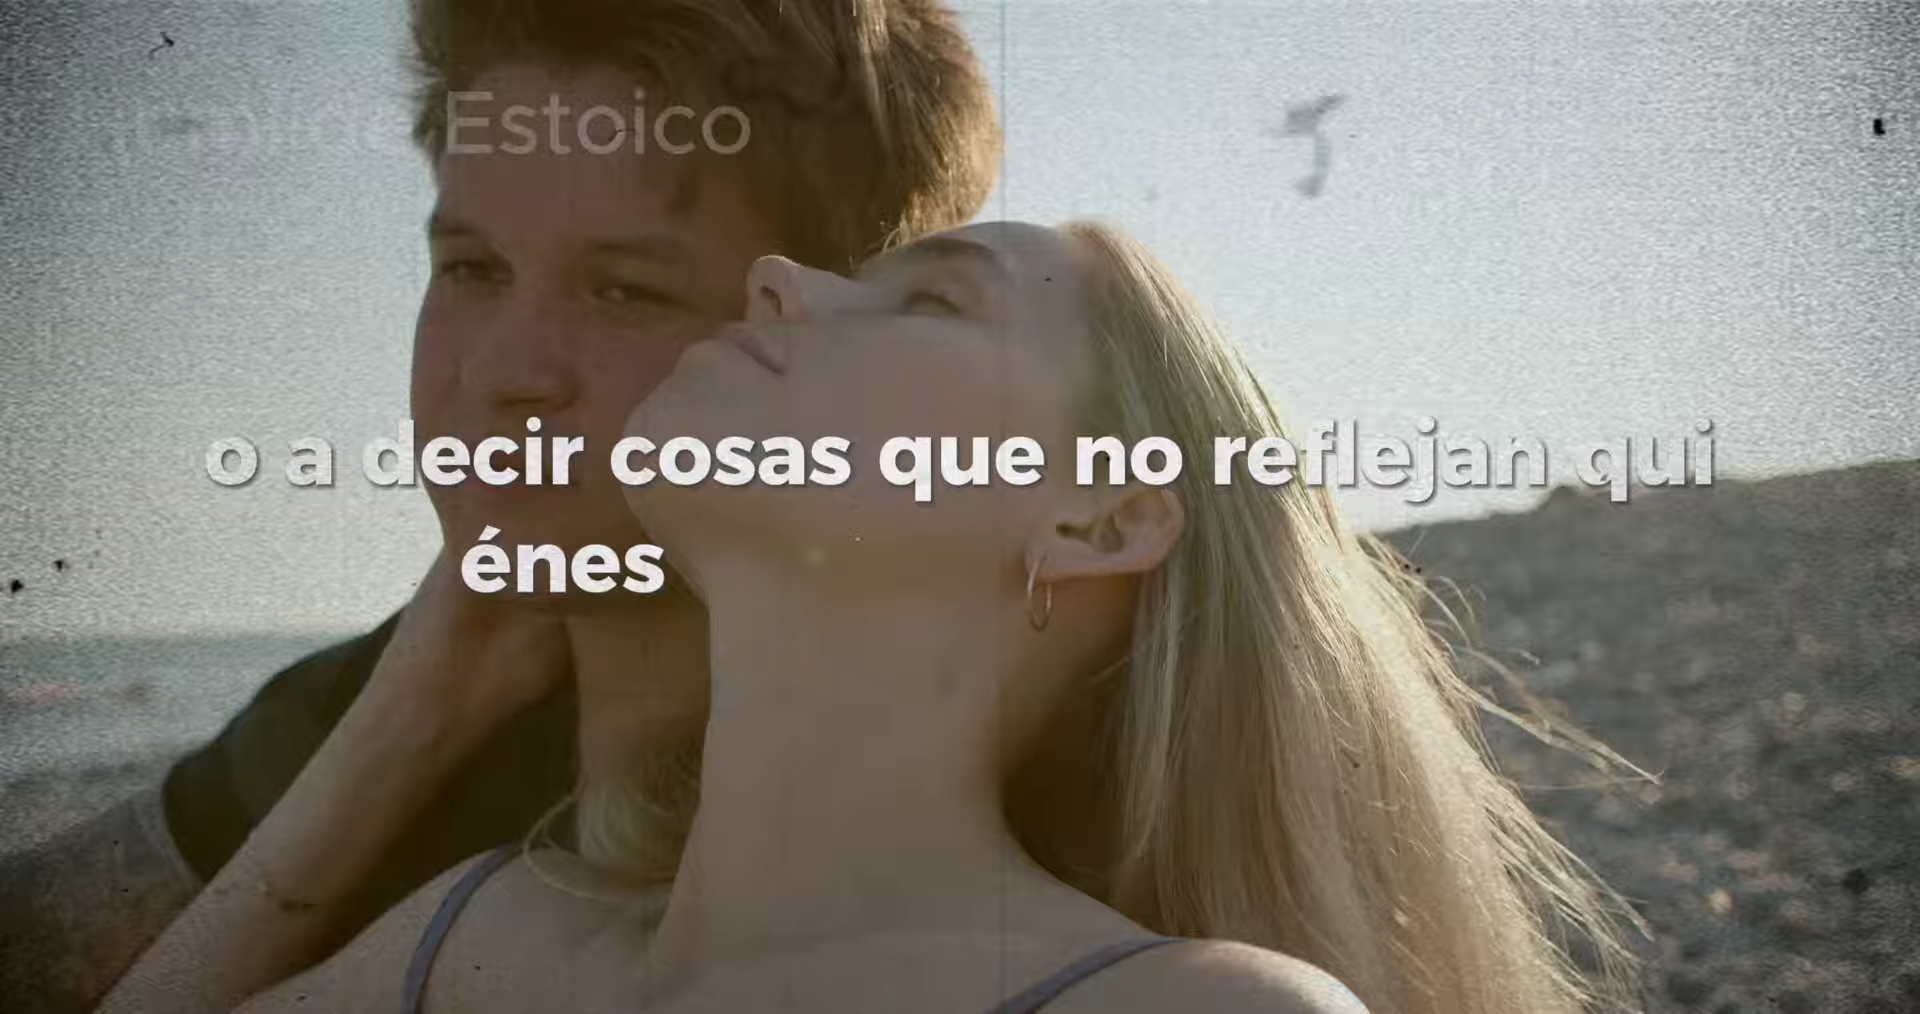 Estoico
o a decir cosas que no reflejan qui
énes